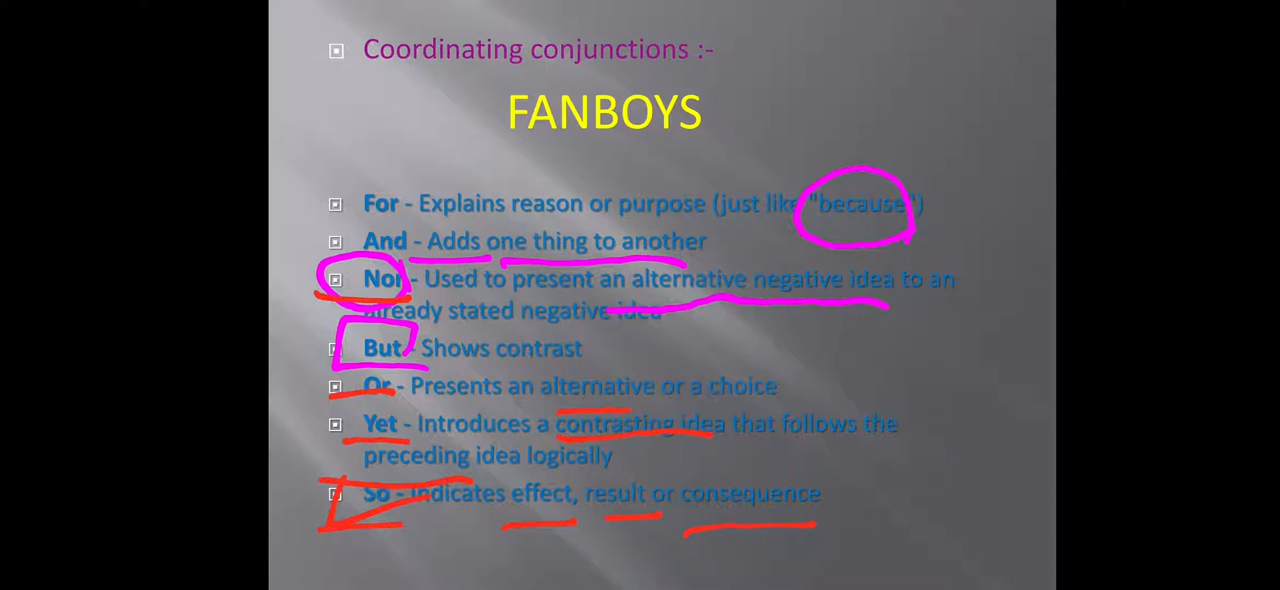 Coordinating conjunctions :-
FANBOYS
For - Explains reason or purpose (just like "because")
And - Adds one thing to another
Nor - Used to present an alternative negative idea to an
already stated negative idea
But - Shows contrast
Or - Presents an alternative or a choice
Yet - Introduces a contrasting idea that follows the
preceding idea logically
So - Indicates effect, result or consequence